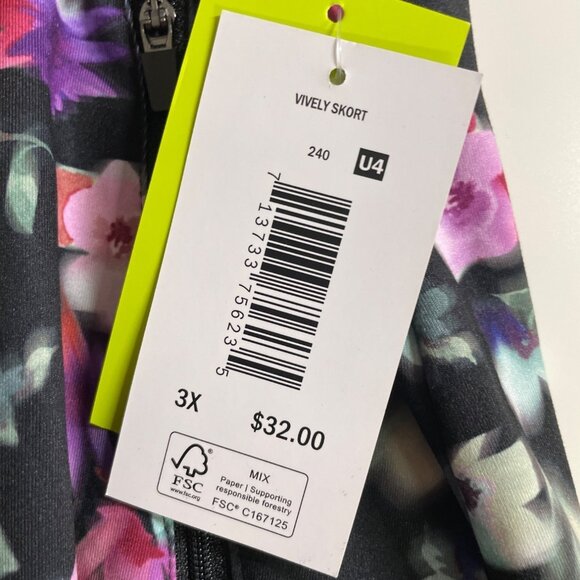 VIVELY SKORT
240 U4
7 13733 75623 5
3X $32.00
FSC
www.fsc.org
MIX
Paper | Supporting
responsible forestry
FSC® C167125